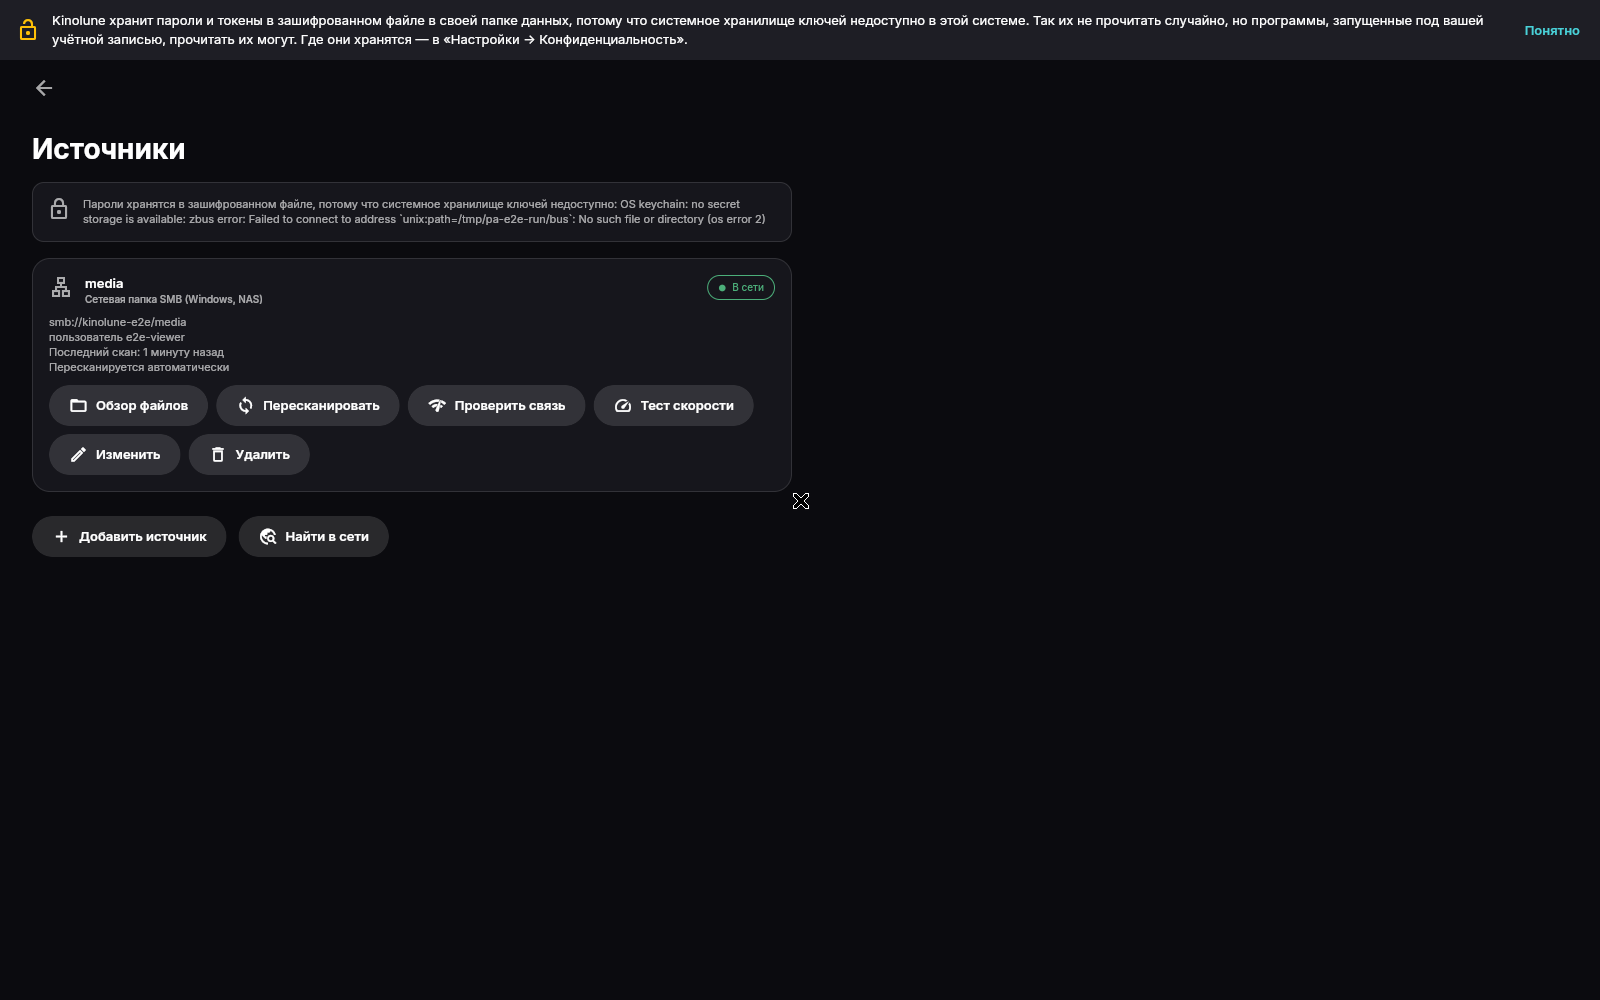 Kinolune хранит пароли и токены в зашифрованном файле в своей папке данных, потому что системное хранилище ключей недоступно в этой системе. Так их не прочитать случайно, но программы, запущенные под вашей
учётной записью, прочитать их могут. Где они хранятся — в «Настройки → Конфиденциальность».
Понятно
Источники
Пароли хранятся в зашифрованном файле, потому что системное хранилище ключей недоступно: OS keychain: no secret
storage is available: zbus error: Failed to connect to address `unix:path=/tmp/pa-e2e-run/bus`: No such file or directory (os error 2)
media
Сетевая папка SMB (Windows, NAS)
В сети
smb://kinolune-e2e/media
пользователь e2e-viewer
Последний скан: 1 минуту назад
Пересканируется автоматически
Обзор файлов
Пересканировать
Проверить связь
Тест скорости
Изменить
Удалить
Добавить источник
Найти в сети